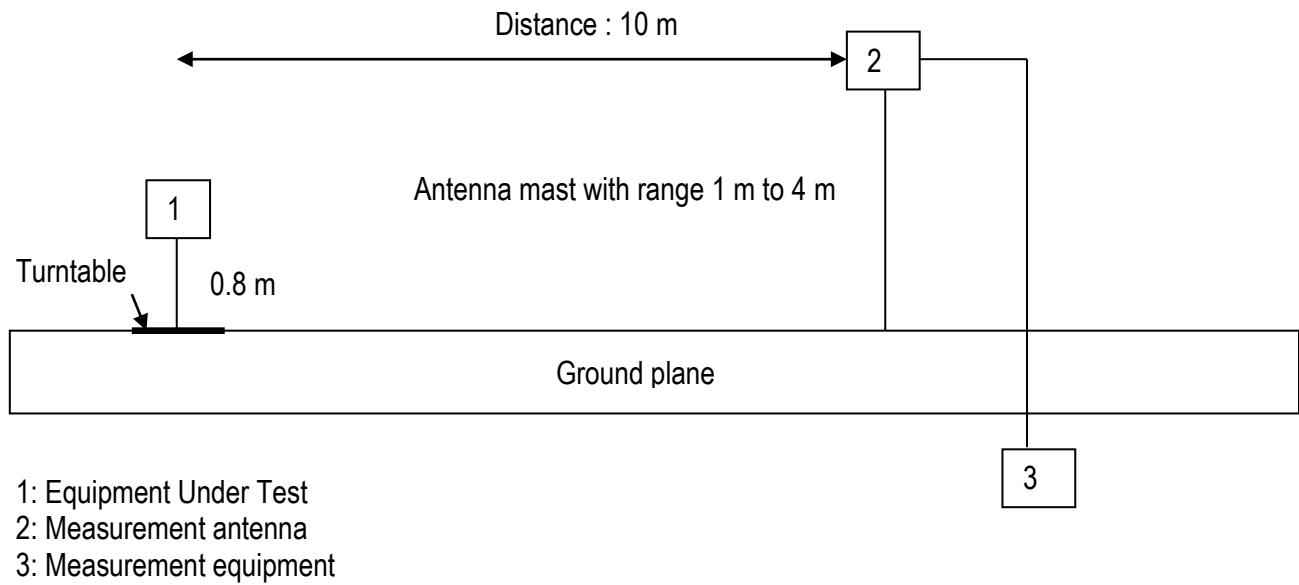 Distance : 10 m
2
Antenna mast with range 1 m to 4 m
1
Turntable
0.8 m
Ground plane
3
1: Equipment Under Test
2: Measurement antenna
3: Measurement equipment